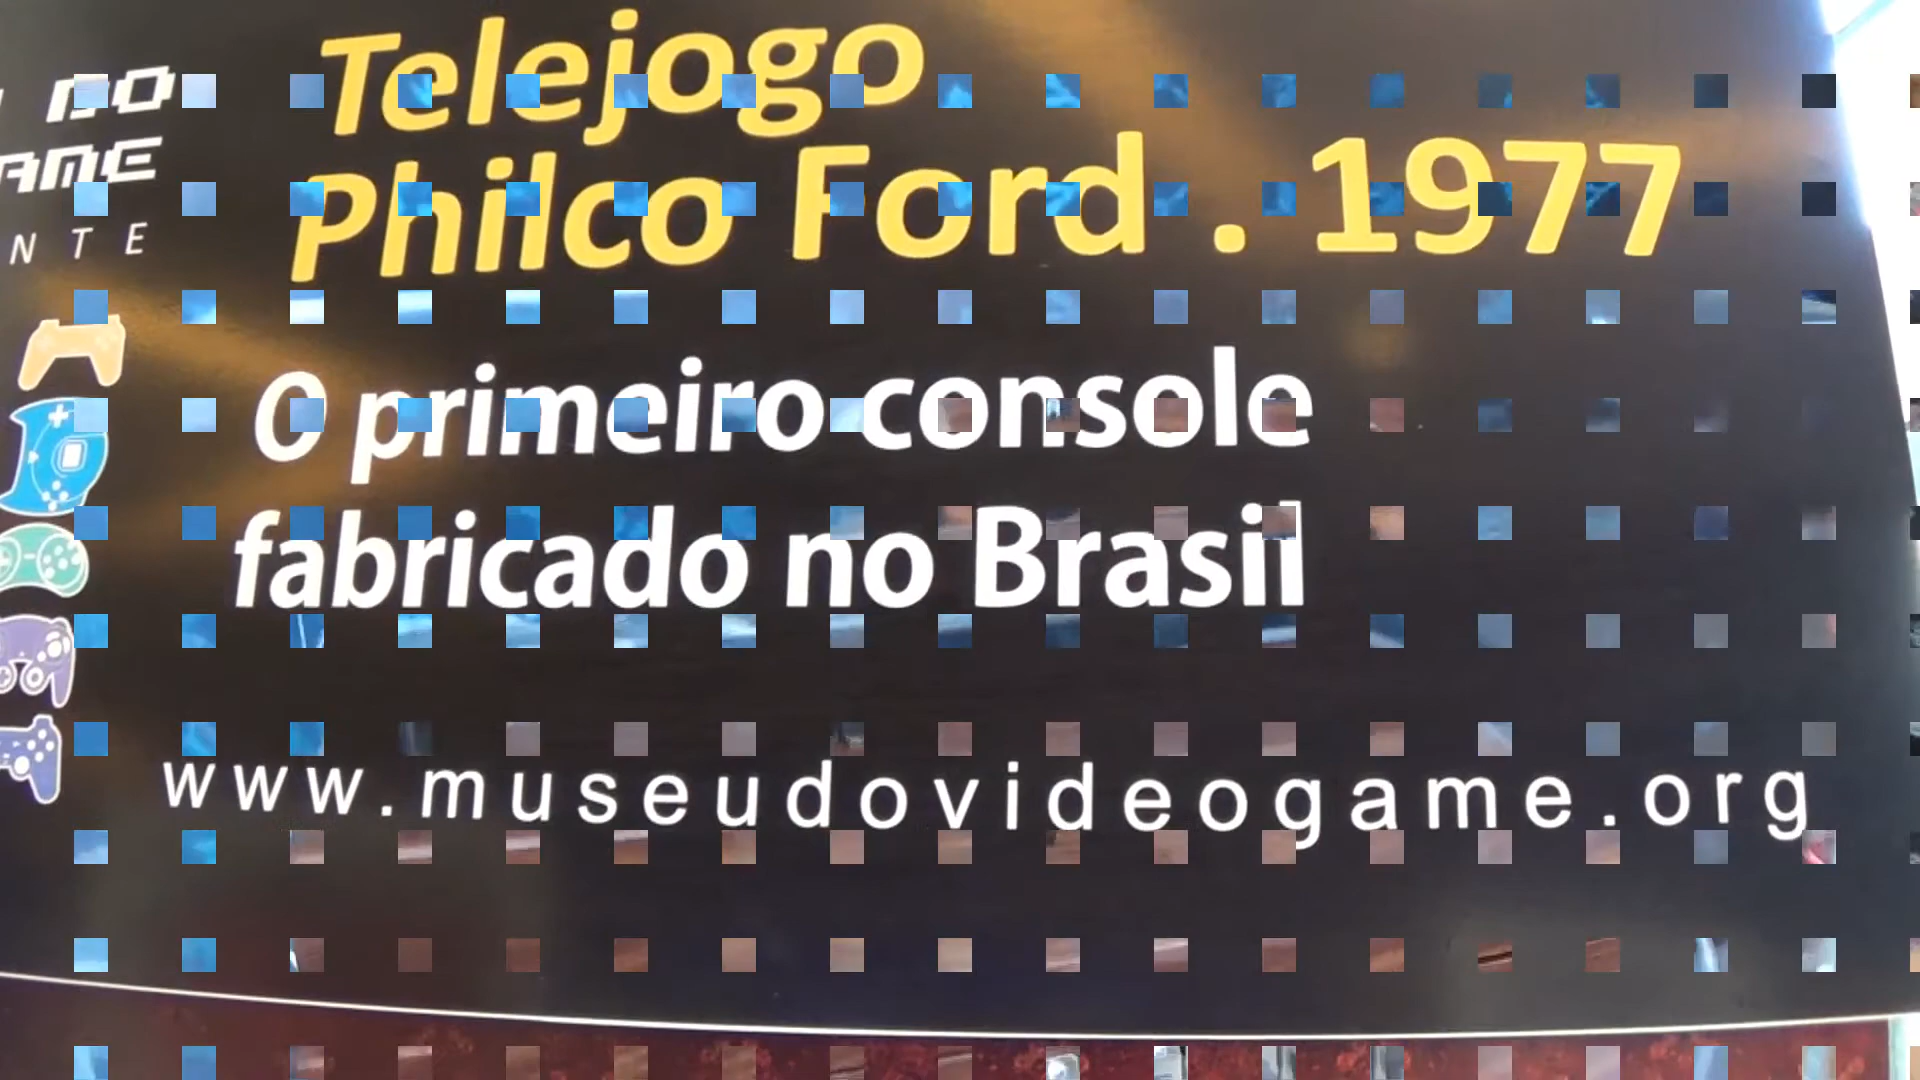 Telejogo
Philco Ford . 1977
O primeiro console
fabricado no Brasil
www.museudovideogame.org